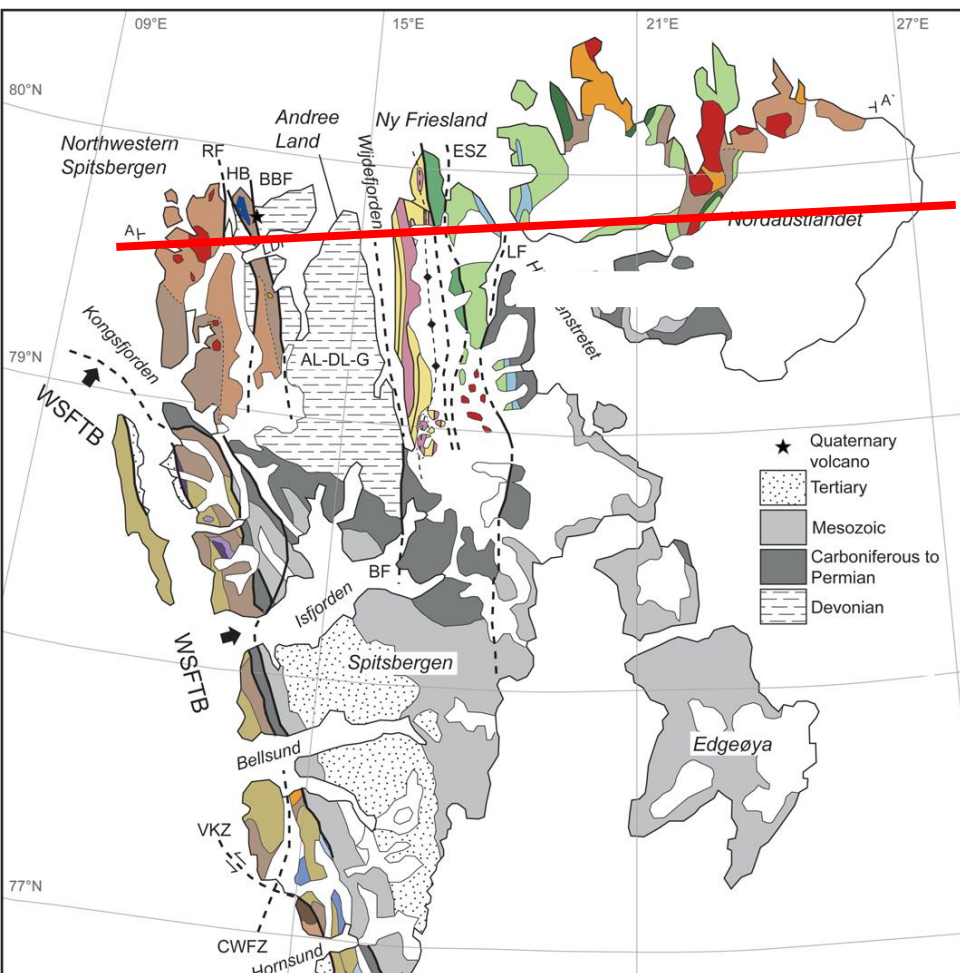 09°E
15°E
21°E
27°E
80°N
79°N
77°N
Northwestern
Spitsbergen
RF
HB
BBF
Andree
Land
Wijdefjorden
Ny Friesland
ESZ
A
A'
Nordaustlandet
LF
H
enstretet
Kongsfjorden
WSFTB
AL-DL-G
Quaternary
volcano
Tertiary
Mesozoic
Carboniferous to
Permian
Devonian
BF
Isfjorden
WSFTB
Spitsbergen
Edgeøya
Bellsund
VKZ
CWFZ
Hornsund